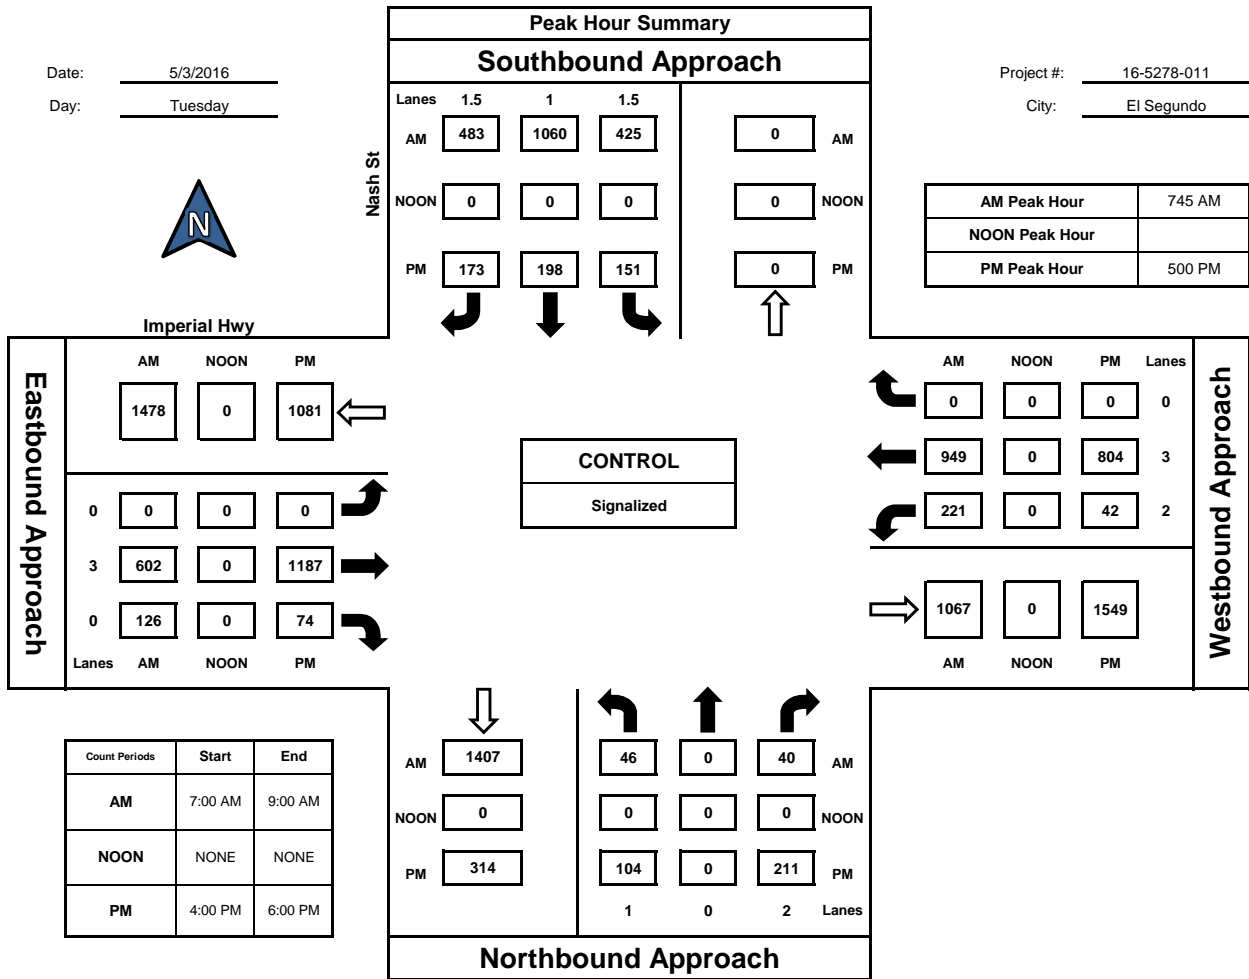 Peak Hour Summary
Southbound Approach
Date: 5/3/2016
Day: Tuesday
Project #: 16-5278-011
City: El Segundo
N
Nash St
Lanes 1.5 1 1.5
AM 483 1060 425 0 AM
NOON 0 0 0 0 NOON
PM 173 198 151 0 PM
AM Peak Hour 745 AM
NOON Peak Hour
PM Peak Hour 500 PM
Imperial Hwy
Eastbound Approach
AM NOON PM
1478 0 1081
0 0 0 0
3 602 0 1187
0 126 0 74
Lanes AM NOON PM
CONTROL
Signalized
AM NOON PM Lanes
0 0 0 0
949 0 804 3
221 0 42 2
1067 0 1549
AM NOON PM
Westbound Approach
Count Periods Start End
AM 7:00 AM 9:00 AM
NOON NONE NONE
PM 4:00 PM 6:00 PM
AM 1407 46 0 40 AM
NOON 0 0 0 0 NOON
PM 314 104 0 211 PM
1 0 2 Lanes
Northbound Approach